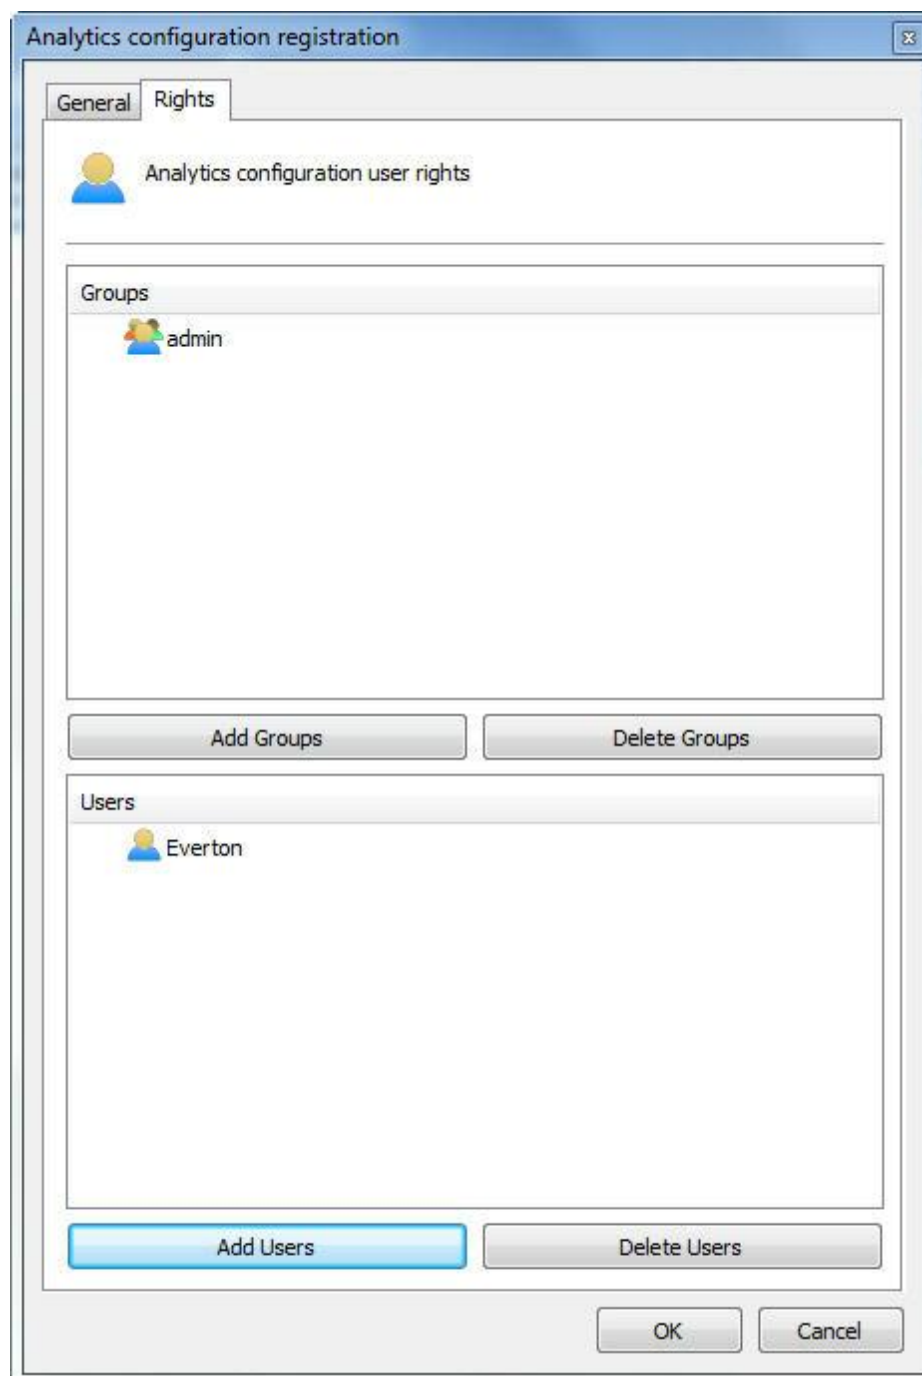 Analytics configuration registration
General Rights
Analytics configuration user rights
Groups
admin
Add Groups Delete Groups
Users
Everton
Add Users Delete Users
OK Cancel